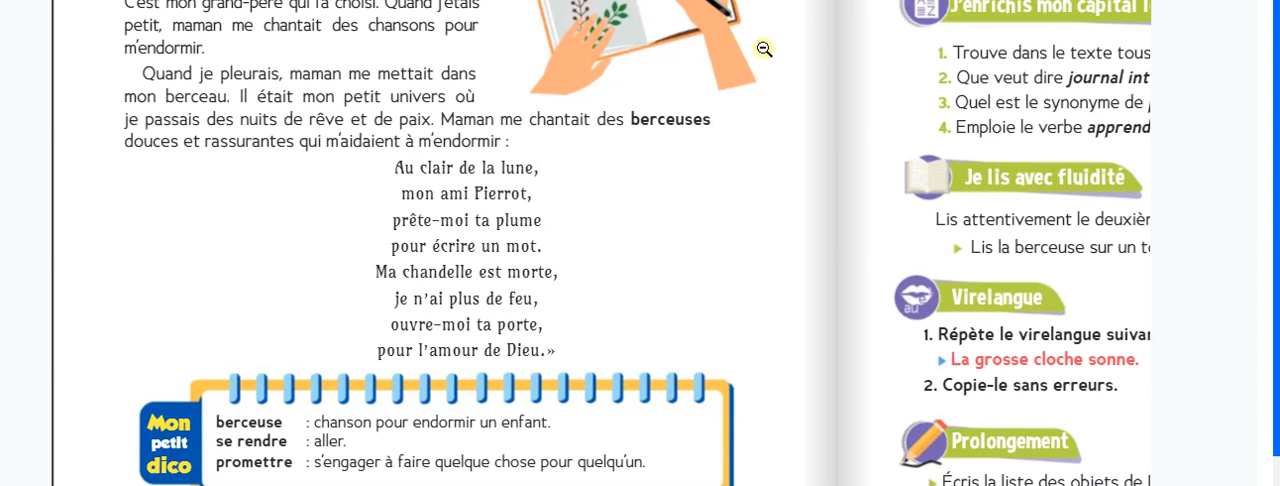 C'est mon grand-père qui l'a choisi. Quand j'étais
petit, maman me chantait des chansons pour
m'endormir.
Quand je pleurais, maman me mettait dans
mon berceau. Il était mon petit univers où
je passais des nuits de rêve et de paix. Maman me chantait des berceuses
douces et rassurantes qui m'aidaient à m'endormir :
Au clair de la lune,
mon ami Pierrot,
prête-moi ta plume
pour écrire un mot.
Ma chandelle est morte,
je n'ai plus de feu,
ouvre-moi ta porte,
pour l'amour de Dieu.»
Mon
petit
dico
berceuse : chanson pour endormir un enfant.
se rendre : aller.
promettre : s'engager à faire quelque chose pour quelqu'un.
J'enrichis mon capital
1. Trouve dans le texte tous
2. Que veut dire journal int
3. Quel est le synonyme de
4. Emploie le verbe apprend
Je lis avec fluidité
Lis attentivement le deuxièr
Lis la berceuse sur un
au
Virelangue
1. Répète le virelangue suivan
La grosse cloche sonne.
2. Copie-le sans erreurs.
Prolongement
Écris la liste des objets de